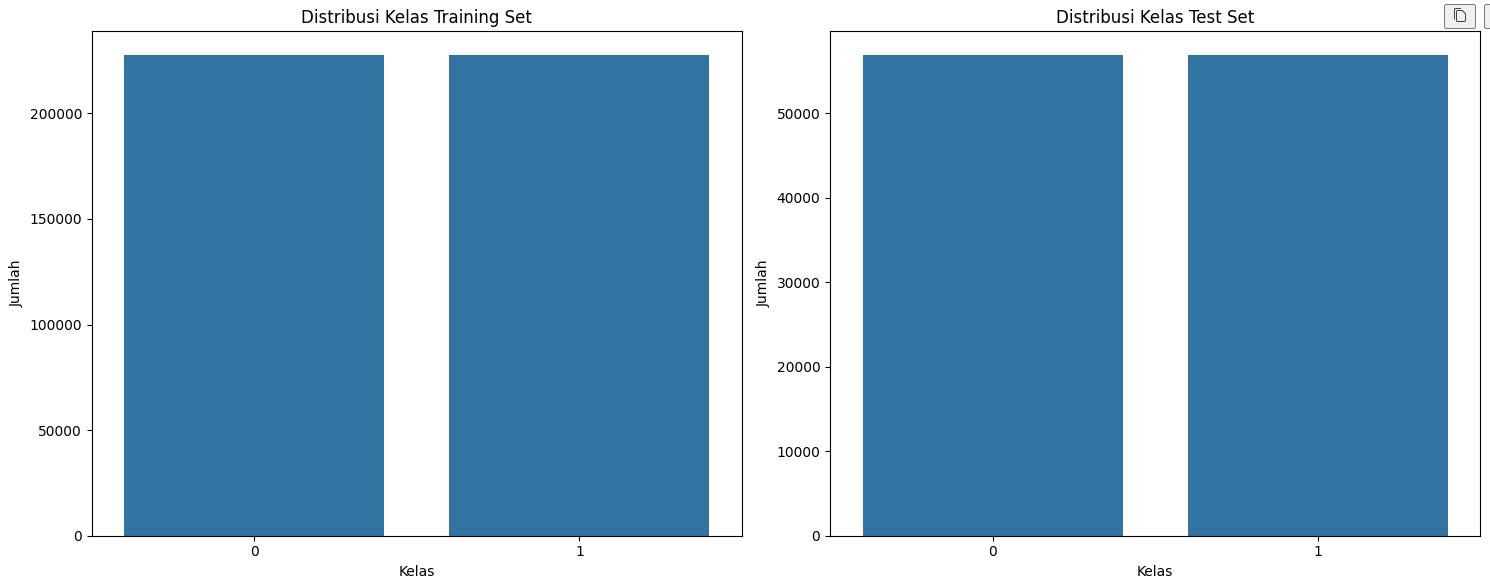 Distribusi Kelas Training Set
Jumlah
200000
150000
100000
50000
0
0 1
Kelas
Distribusi Kelas Test Set
Jumlah
50000
40000
30000
20000
10000
0
0 1
Kelas